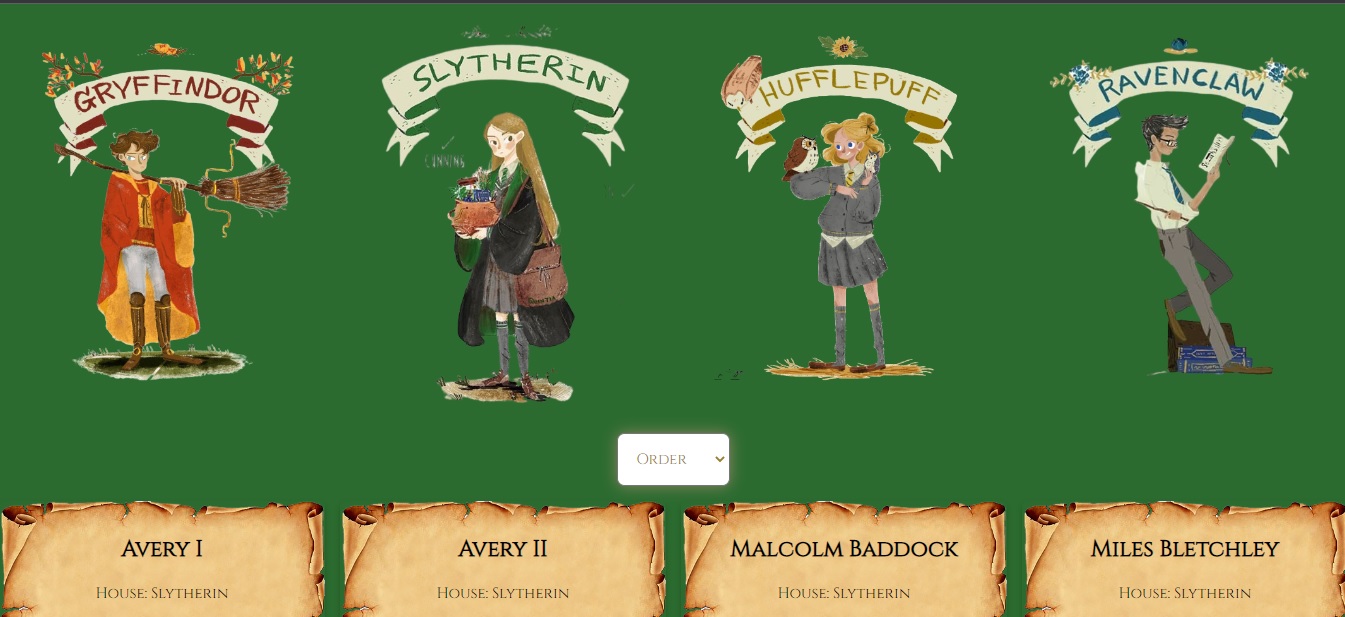 GRYFFINDOR
SLYTHERIN
HUFFLEPUFF
RAVENCLAW
CUNNING
Order
Avery I
Avery II
Malcolm Baddock
Miles Bletchley
House: Slytherin
House: Slytherin
House: Slytherin
House: Slytherin